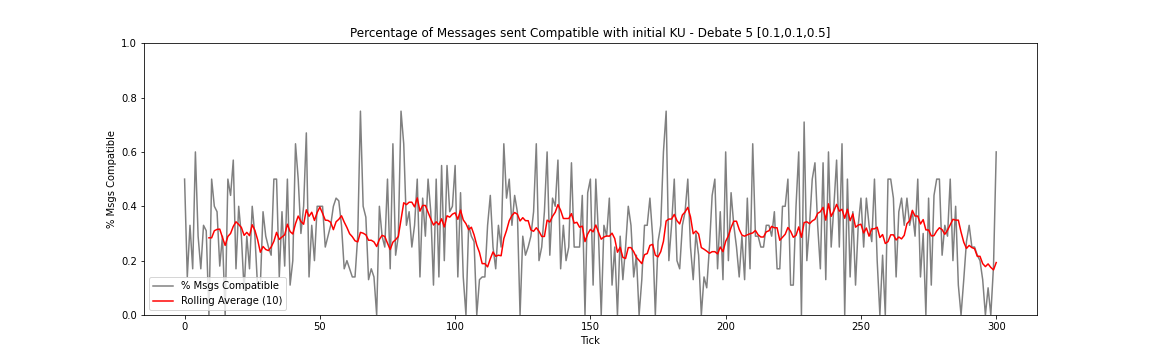 Percentage of Messages sent Compatible with initial KU - Debate 5 [0.1,0.1,0.5]
1.0
0.8
0.6
0.4
0.2
0.0
% Msgs Compatible
% Msgs Compatible
Rolling Average (10)
0 50 100 150 200 250 300
Tick